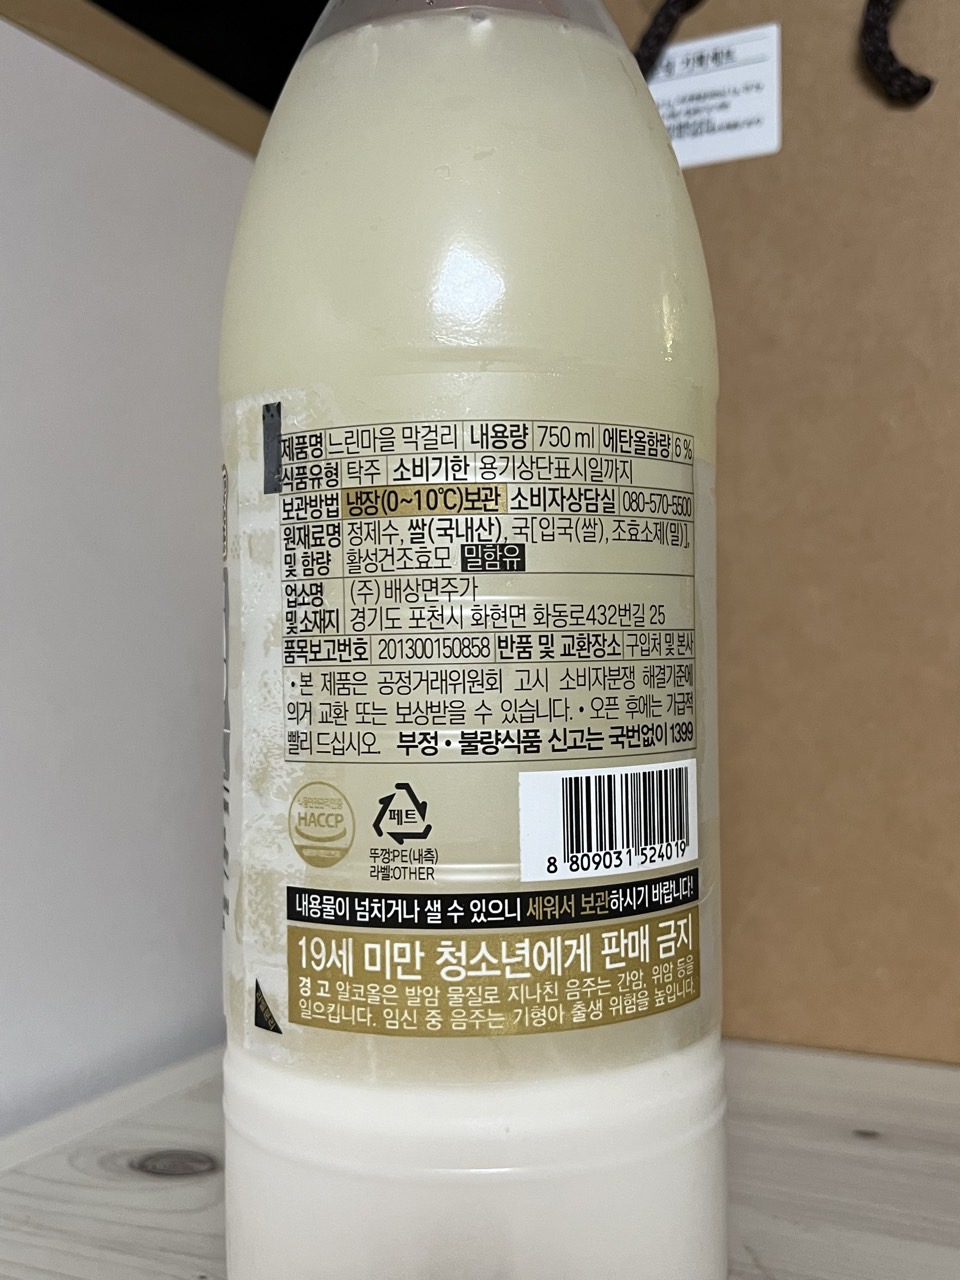 제품명 느린마을 막걸리 내용량 750 ml 에탄올함량 6 %
식품유형 탁주 소비기한 용기상단표시일까지
보관방법 냉장(0~10℃)보관 소비자상담실 080-570-5500
원재료명 정제수, 쌀(국내산), 국[입국(쌀), 조효소제(밀)],
및 함량 활성건조효모 밀함유
업소명 (주)배상면주가
및 소재지 경기도 포천시 화현면 화동로432번길 25
품목보고번호 201300150858 반품 및 교환장소 구입처 및 본사
• 본 제품은 공정거래위원회 고시 소비자분쟁 해결기준에
의거 교환 또는 보상받을 수 있습니다. • 오픈 후에는 가급적
빨리 드십시오. 부정 • 불량식품 신고는 국번없이 1399
HACCP
페트
뚜껑:PE(내측)
라벨:OTHER
8 809031 524019
내용물이 넘치거나 샐 수 있으니 세워서 보관하시기 바랍니다!
19세 미만 청소년에게 판매 금지
경 고 알코올은 발암 물질로 지나친 음주는 간암, 위암 등을
일으킵니다. 임신 중 음주는 기형아 출생 위험을 높입니다.